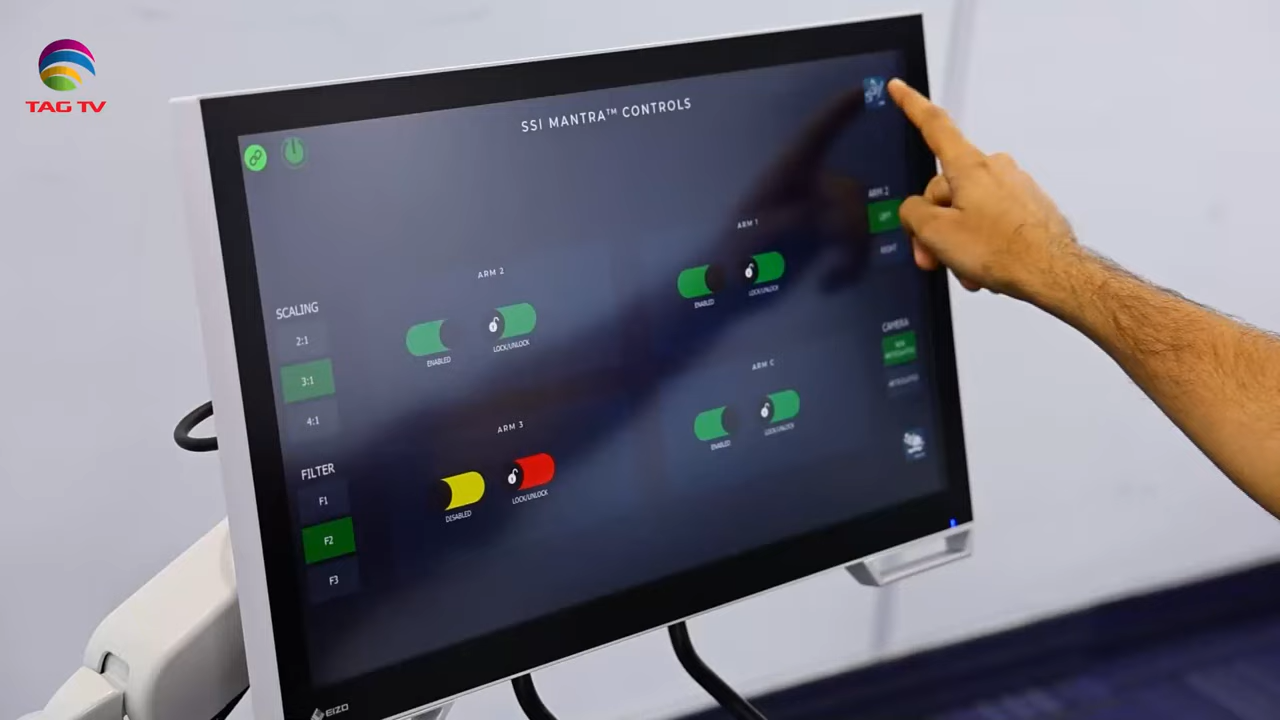 TAG TV
SSI MANTRA™ CONTROLS
SCALING
2:1
3:1
4:1
FILTER
F1
F2
F3
ARM 2
ENABLED
LOCK/UNLOCK
ARM 3
DISABLED
LOCK/UNLOCK
ARM 1
ENABLED
LOCK/UNLOCK
ARM C
ENABLED
LOCK/UNLOCK
ARM 2
LEFT
RIGHT
CAMERA
EIZO